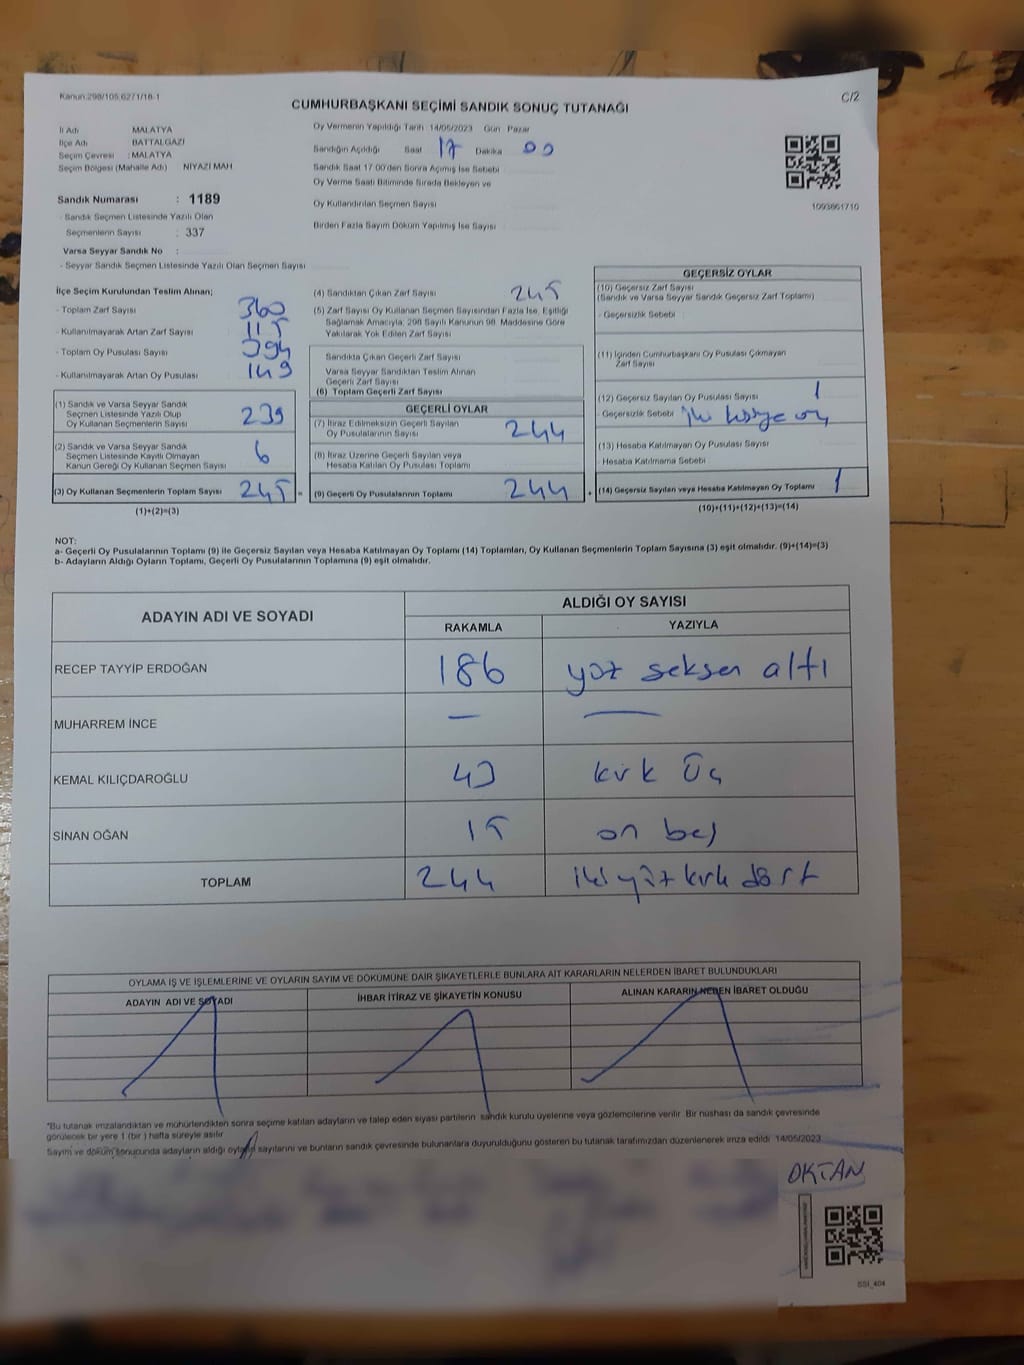 Kanun:298/105,6271/16-1
C/2
CUMHURBAŞKANI SEÇİMİ SANDIK SONUÇ TUTANAĞI
İl Adı MALATYA
İlçe Adı BATTALGAZİ
Seçim Çevresi : MALATYA
Seçim Bölgesi (Mahalle Adı) NİYAZİ MAH
Oy Vermenin Yapıldığı Tarih 14/05/2023 Gün Pazar
Sandığın Açıldığı Saat 17 Dakika 00
Sandık Saat 17:00'den Sonra Açılmış İse Sebebi
Oy Verme Saati Bitiminde Sırada Bekleyen ve
Oy Kullandırılan Seçmen Sayısı
Birden Fazla Sayım Döküm Yapılmış İse Sayısı
1093861710
Sandık Numarası : 1189
- Sandık Seçmen Listesinde Yazılı Olan
Seçmenlerin Sayısı : 337
Varsa Seyyar Sandık No :
- Seyyar Sandık Seçmen Listesinde Yazılı Olan Seçmen Sayısı
İlçe Seçim Kurulundan Teslim Alınan;
- Toplam Zarf Sayısı 360
- Kullanılmayarak Artan Zarf Sayısı 115
- Toplam Oy Pusulası Sayısı 394
- Kullanılmayarak Artan Oy Pusulası 149
(1) Sandık ve Varsa Seyyar Sandık
Seçmen Listesinde Yazılı Olup
Oy Kullanan Seçmenlerin Sayısı 239
(2) Sandık ve Varsa Seyyar Sandık
Seçmen Listesinde Kayıtlı Olmayan
Kanun Gereği Oy Kullanan Seçmen Sayısı 6
(3) Oy Kullanan Seçmenlerin Toplam Sayısı 245 =
(1)+(2)=(3)
(4) Sandıktan Çıkan Zarf Sayısı 245
(5) Zarf Sayısı Oy Kullanan Seçmen Sayısından Fazla İse, Eşitliği
Sağlamak Amacıyla; 298 Sayılı Kanunun 98. Maddesine Göre
Yakılarak Yok Edilen Zarf Sayısı
Sandıkta Çıkan Geçerli Zarf Sayısı
Varsa Seyyar Sandıktan Teslim Alınan
Geçerli Zarf Sayısı
(6) Toplam Geçerli Zarf Sayısı
GEÇERLİ OYLAR
(7) İtiraz Edilmeksizin Geçerli Sayılan
Oy Pusulalarının Sayısı 244
(8) İtiraz Üzerine Geçerli Sayılan veya
Hesaba Katılan Oy Pusulası Toplamı
(9) Geçerli Oy Pusulalarının Toplamı 244 +
GEÇERSİZ OYLAR
(10) Geçersiz Zarf Sayısı
(Sandık ve Varsa Seyyar Sandık Geçersiz Zarf Toplamı)
- Geçersizlik Sebebi :
(11) İçinden Cumhurbaşkanı Oy Pusulası Çıkmayan
Zarf Sayısı
(12) Geçersiz Sayılan Oy Pusulası Sayısı 1
- Geçersizlik Sebebi iki köşe oy
(13) Hesaba Katılmayan Oy Pusulası Sayısı
- Hesaba Katılmama Sebebi
(14) Geçersiz Sayılan veya Hesaba Katılmayan Oy Toplamı 1
(10)+(11)+(12)+(13)=(14)
NOT:
a- Geçerli Oy Pusulalarının Toplamı (9) ile Geçersiz Sayılan veya Hesaba Katılmayan Oy Toplamı (14) Toplamları, Oy Kullanan Seçmenlerin Toplam Sayısına (3) eşit olmalıdır. (9)+(14)=(3)
b- Adayların Aldığı Oyların Toplamı, Geçerli Oy Pusulalarının Toplamına (9) eşit olmalıdır.
ADAYIN ADI VE SOYADI
ALDIĞI OY SAYISI
RAKAMLA YAZIYLA
RECEP TAYYİP ERDOĞAN 186 yüz seksen altı
MUHARREM İNCE — —
KEMAL KILIÇDAROĞLU 43 kırk üç
SİNAN OĞAN 15 on beş
TOPLAM 244 iki yüz kırk dört
OYLAMA İŞ VE İŞLEMLERİNE VE OYLARIN SAYIM VE DÖKÜMÜNE DAİR ŞİKAYETLERLE BUNLARA AİT KARARLARIN NELERDEN İBARET BULUNDUKLARI
ADAYIN ADI VE SOYADI İHBAR İTİRAZ VE ŞİKAYETİN KONUSU ALINAN KARARIN NEDEN İBARET OLDUĞU
*Bu tutanak imzalandıktan ve mühürlendikten sonra seçime katılan adayların ve talep eden siyasi partilerin sandık kurulu üyelerine veya gözlemcilerine verilir. Bir nüshası da sandık çevresinde
görülecek bir yere 1 (bir) hafta süreyle asılır
Sayım ve döküm sonucunda adayların aldığı oyların sayılarını ve bunların sandık çevresinde bulunanlara duyurulduğunu gösteren bu tutanak tarafımızdan düzenlenerek imza edildi. 14/05/2023
OKTAN
SSI_404